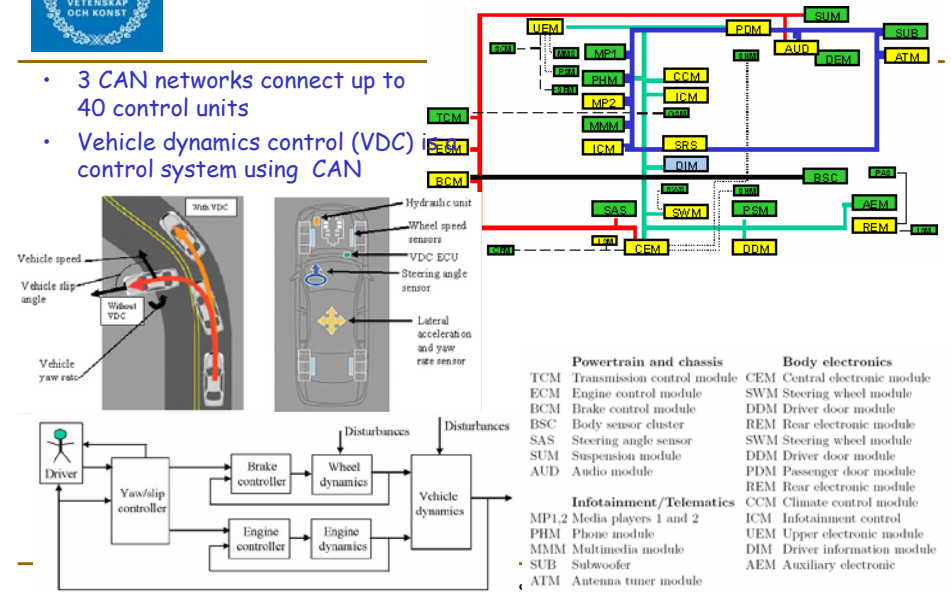 VETENSKAP
OCH KONST
• 3 CAN networks connect up to
40 control units
• Vehicle dynamics control (VDC) is a
control system using CAN
SUM
UEM
PDM
SUB
AUD
DEM
ATM
MP1
PHM
CCM
MP2
ICM
MMM
ICM
SRS
DIM
TCM
BCM
BSC
SAS
SWM
PSM
AEM
REM
CEM
DDM
With VDC
Vehicle speed
Vehicle slip
angle
Without
VDC
Vehicle
yaw rate
Hydraulic unit
Wheel speed
sensors
VDC ECU
Steering angle
sensor
Lateral
acceleration
and yaw
rate sensor
Driver
Yaw/slip
controller
Brake
controller
Wheel
dynamics
Disturbances
Disturbances
Vehicle
dynamics
Engine
controller
Engine
dynamics
Powertrain and chassis
TCM Transmission control module
ECM Engine control module
BCM Brake control module
BSC Body sensor cluster
SAS Steering angle sensor
SUM Suspension module
AUD Audio module
Infotainment/Telematics
MP1,2 Media players 1 and 2
PHM Phone module
MMM Multimedia module
SUB Subwoofer
ATM Antenna tuner module
Body electronics
CEM Central electronic module
SWM Steering wheel module
DDM Driver door module
REM Rear electronic module
SWM Steering wheel module
DDM Driver door module
PDM Passenger door module
REM Rear electronic module
CCM Climate control module
ICM Infotainment control
UEM Upper electronic module
DIM Driver information module
AEM Auxiliary electronic